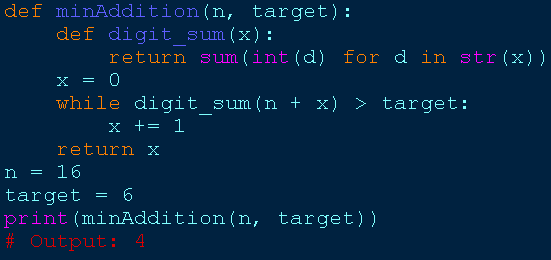 def minAddition(n, target):
    def digit_sum(x):
        return sum(int(d) for d in str(x))
    x = 0
    while digit_sum(n + x) > target:
        x += 1
    return x
n = 16
target = 6
print(minAddition(n, target))
# Output: 4